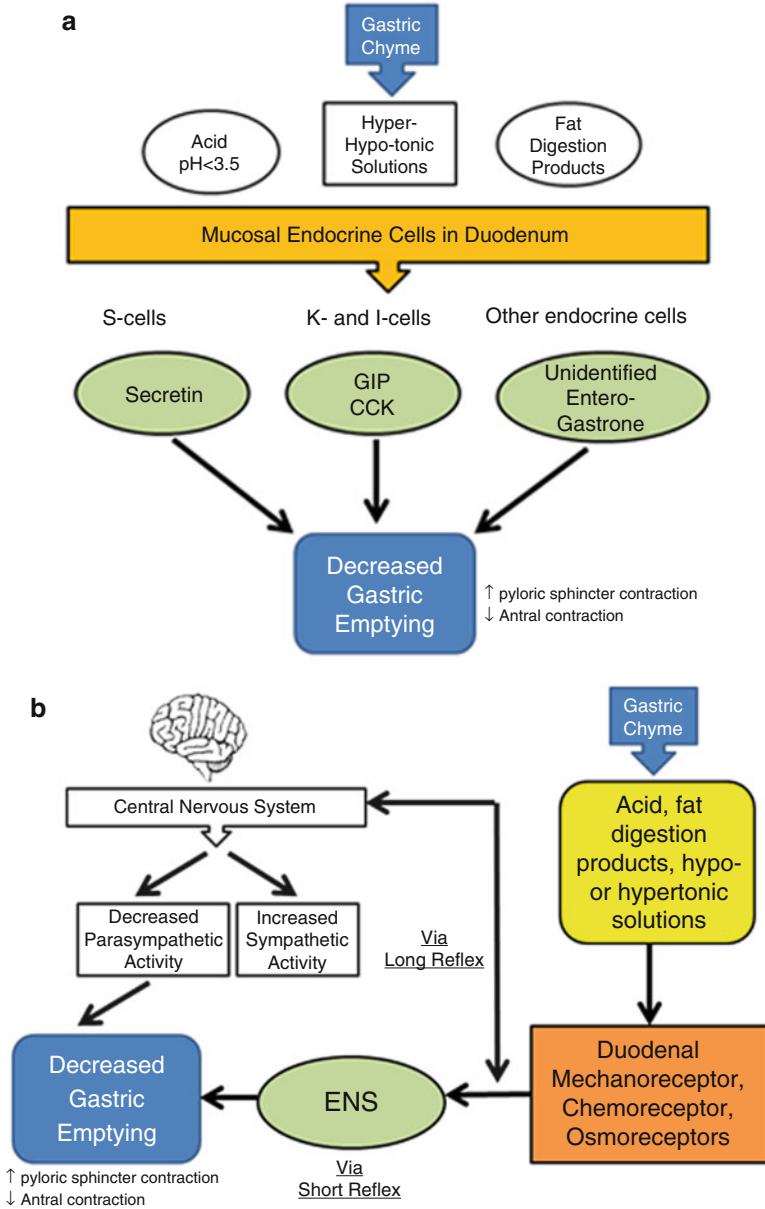 a
Gastric
Chyme
Acid
pH<3.5
Hyper-
Hypo-tonic
Solutions
Fat
Digestion
Products
Mucosal Endocrine Cells in Duodenum
S-cells
K- and I-cells
Other endocrine cells
Secretin
GIP
CCK
Unidentified
Entero-
Gastrone
Decreased
Gastric
Emptying
↑ pyloric sphincter contraction
↓ Antral contraction
b
Gastric
Chyme
Central Nervous System
Acid, fat
digestion
products, hypo-
or hypertonic
solutions
Decreased
Parasympathetic
Activity
Increased
Sympathetic
Activity
Via
Long Reflex
Decreased
Gastric
Emptying
ENS
Duodenal
Mechanoreceptor,
Chemoreceptor,
Osmoreceptors
Via
Short Reflex
↑ pyloric sphincter contraction
↓ Antral contraction